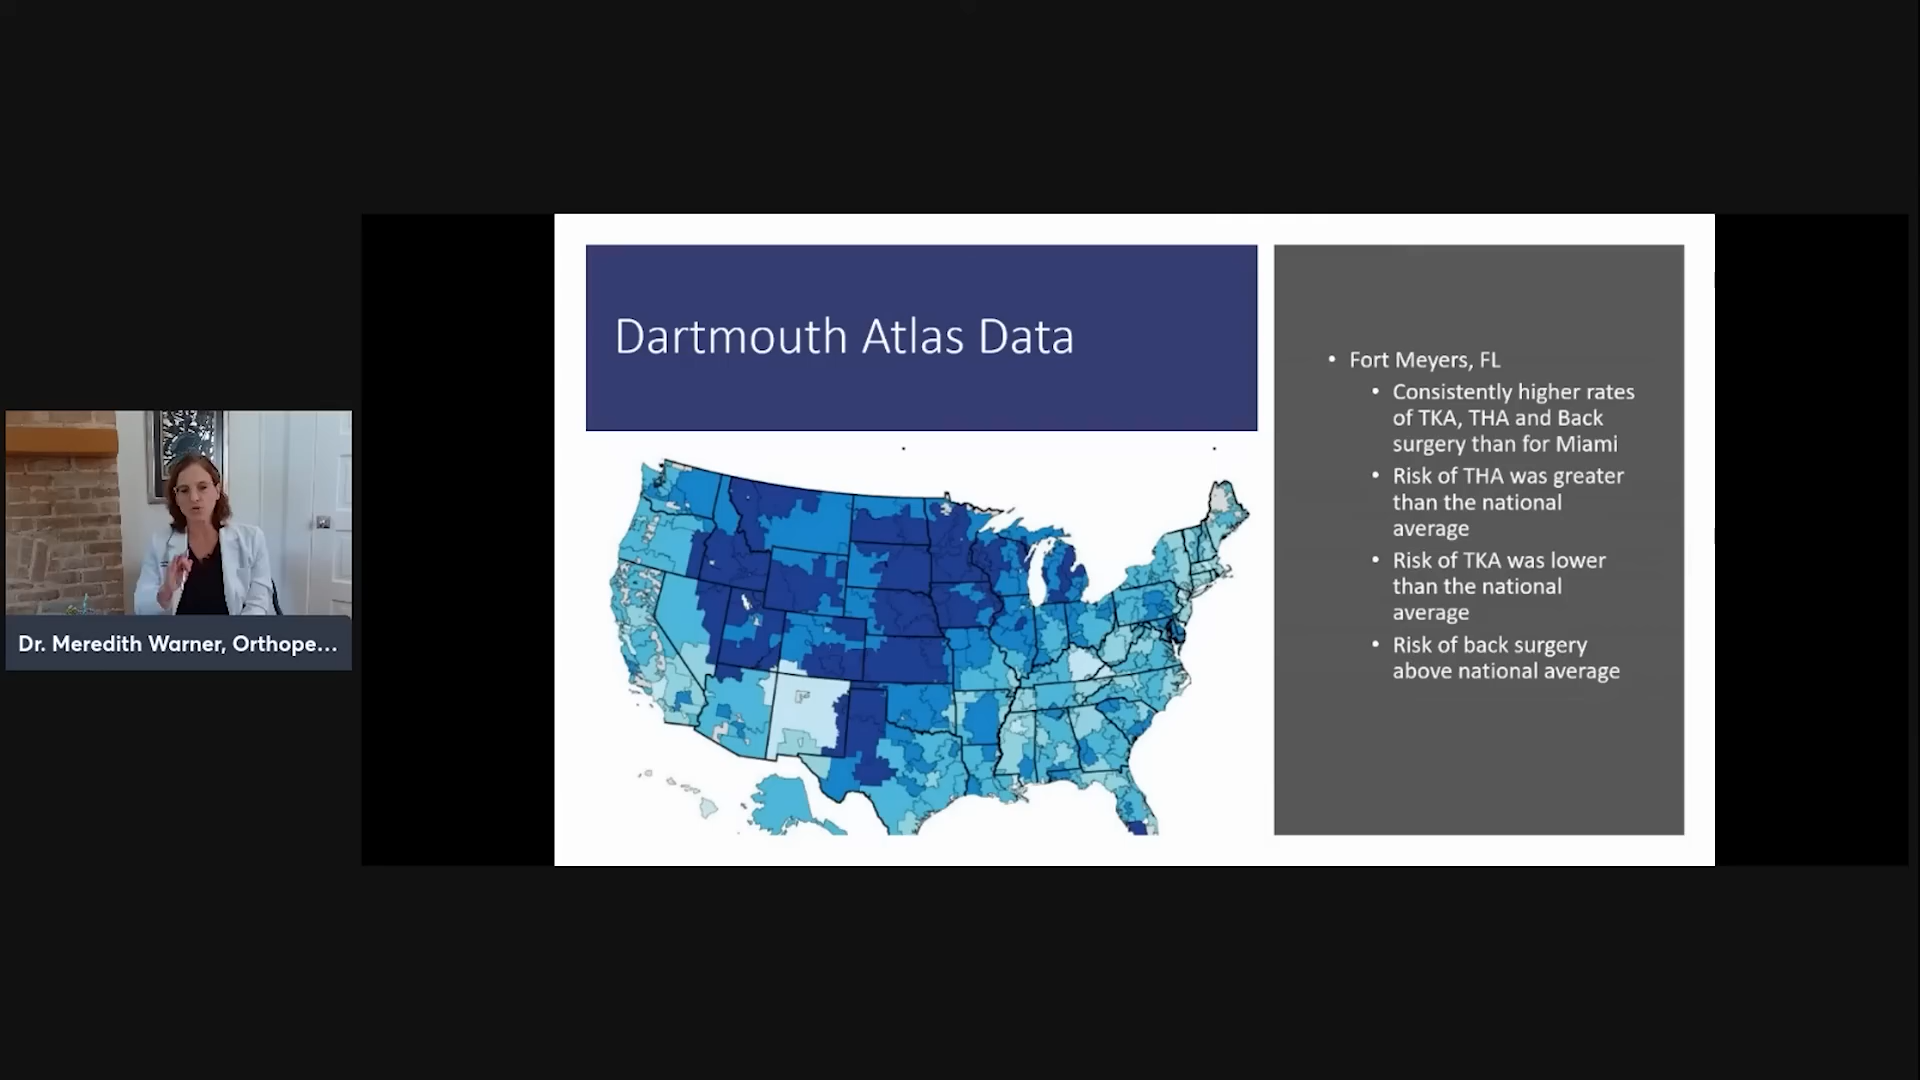 Dartmouth Atlas Data
• Fort Meyers, FL
• Consistently higher rates
of TKA, THA and Back
surgery than for Miami
• Risk of THA was greater
than the national
average
• Risk of TKA was lower
than the national
average
• Risk of back surgery
above national average
Dr. Meredith Warner, Orthope...